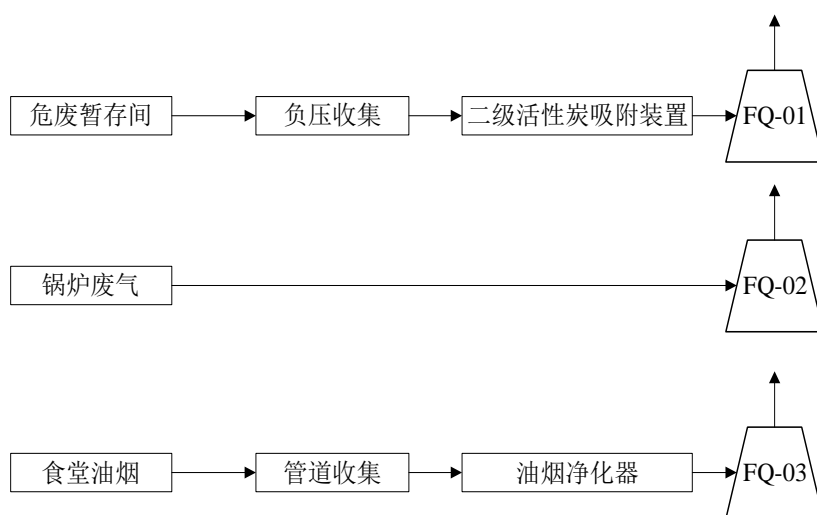 危废暂存间
负压收集
二级活性炭吸附装置
FQ-01
锅炉废气
FQ-02
食堂油烟
管道收集
油烟净化器
FQ-03